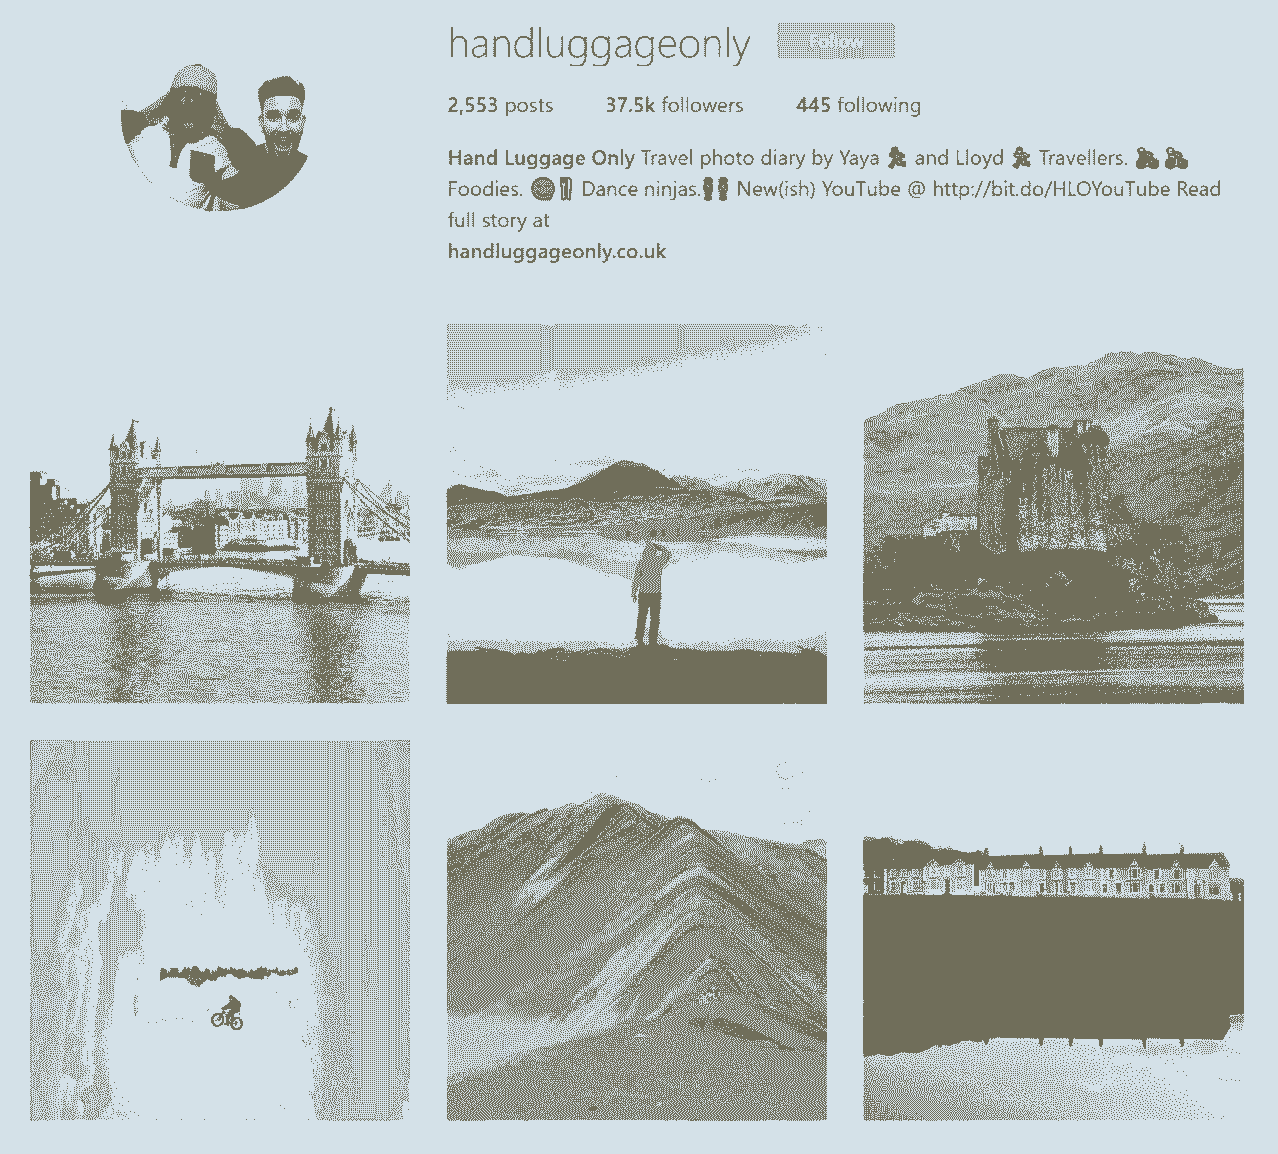 handluggageonly Follow
2,553 posts 37.5k followers 445 following
Hand Luggage Only Travel photo diary by Yaya and Lloyd Travellers.
Foodies. Dance ninjas. New(ish) YouTube @ http://bit.do/HLOYouTube Read
full story at
handluggageonly.co.uk